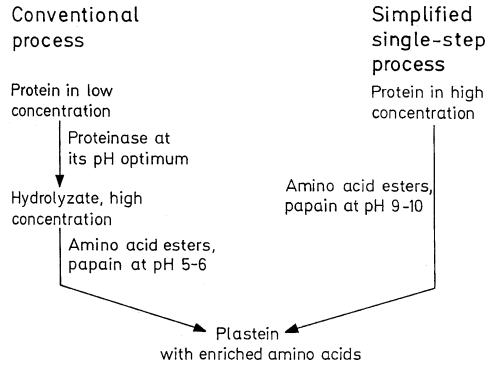 Conventional
process
Protein in low
concentration
Proteinase at
its pH optimum
Hydrolyzate, high
concentration
Amino acid esters,
papain at pH 5-6
Simplified
single-step
process
Protein in high
concentration
Amino acid esters,
papain at pH 9-10
Plastein
with enriched amino acids